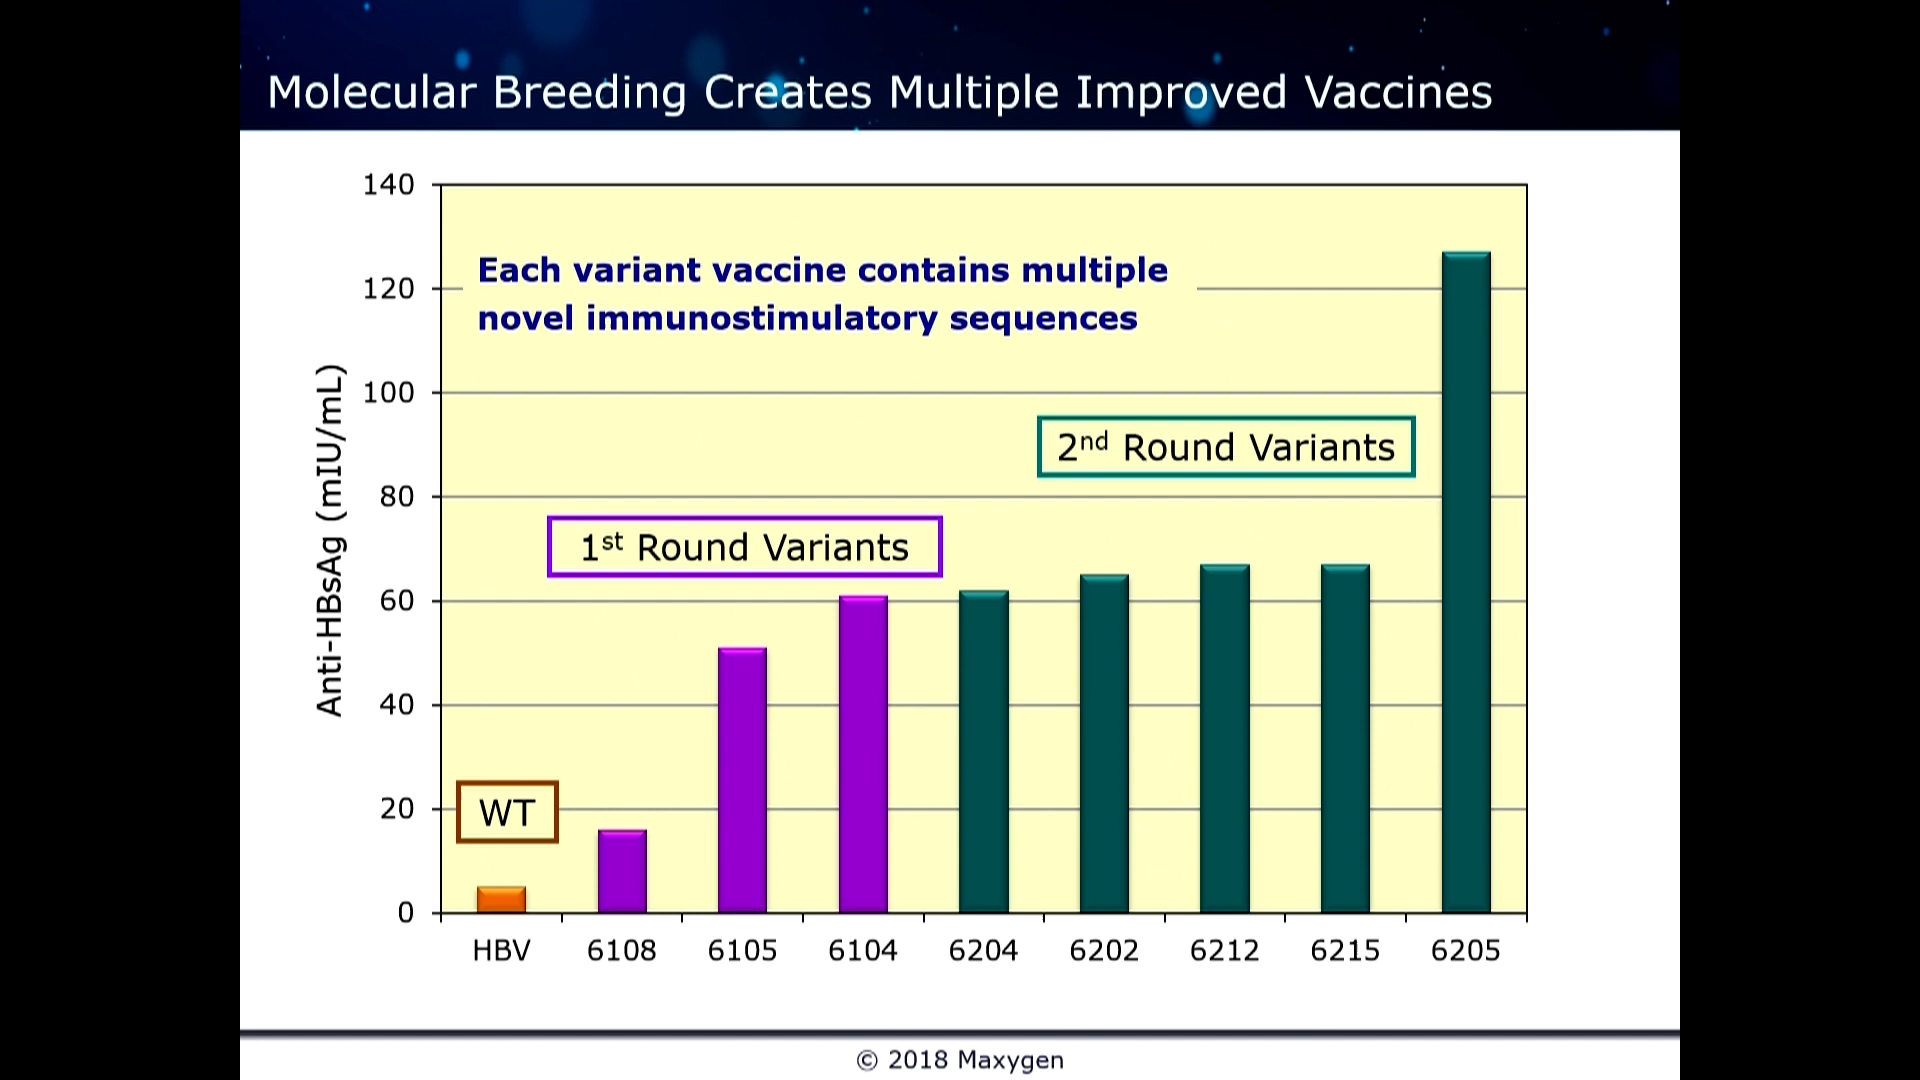 Molecular Breeding Creates Multiple Improved Vaccines
140
120
100
80
60
40
20
0
Anti-HBsAg (mIU/mL)
Each variant vaccine contains multiple
novel immunostimulatory sequences
2nd Round Variants
1st Round Variants
WT
HBV 6108 6105 6104 6204 6202 6212 6215 6205
© 2018 Maxygen